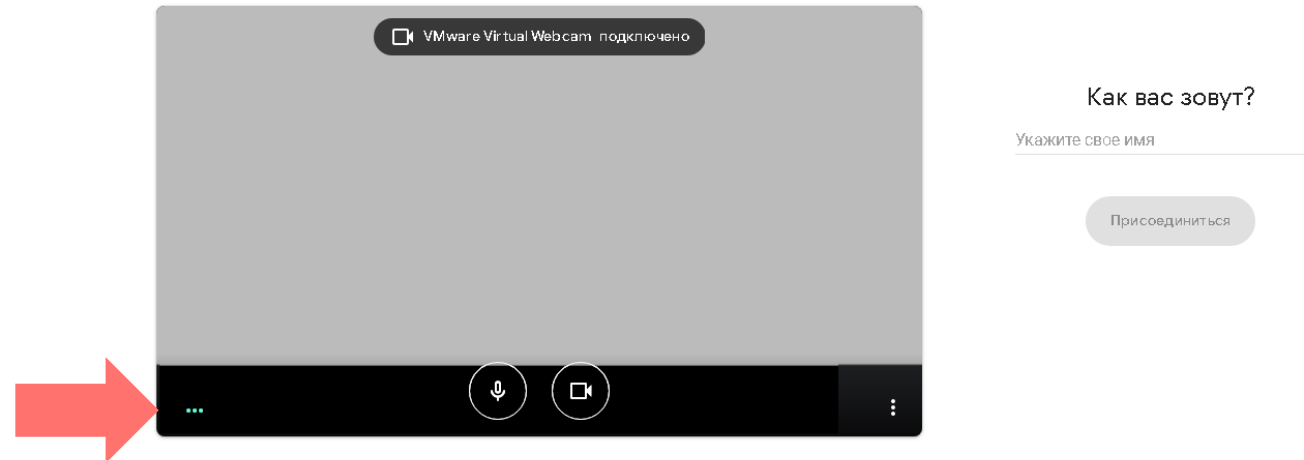 VMware Virtual Webcam подключено
Как вас зовут?
Укажите свое имя
Присоединиться